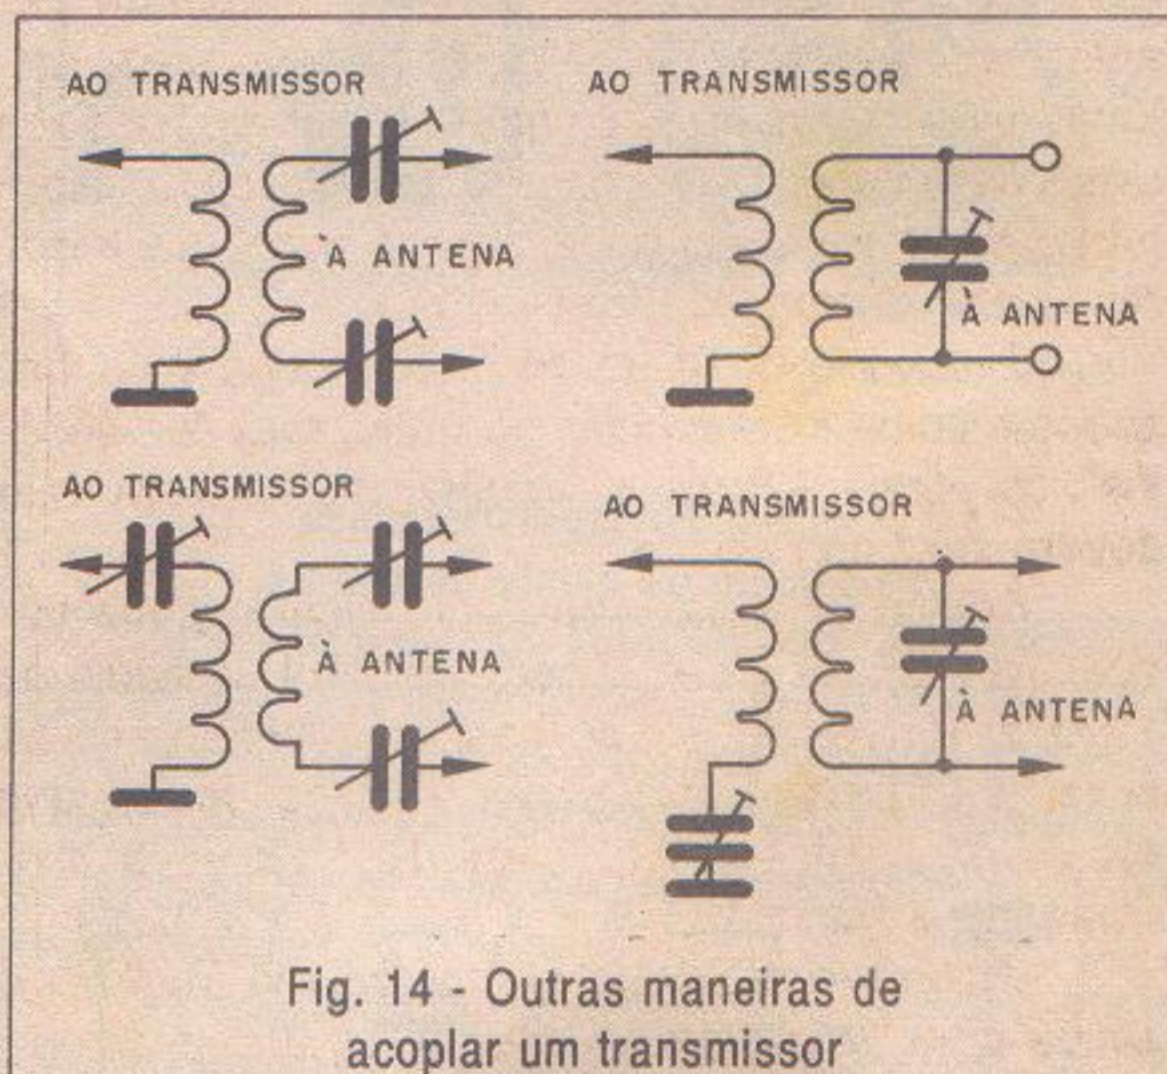 AO TRANSMISSOR
AO TRANSMISSOR
À ANTENA
À ANTENA
AO TRANSMISSOR
AO TRANSMISSOR
À ANTENA
À ANTENA
Fig. 14 - Outras maneiras de
acoplar um transmissor